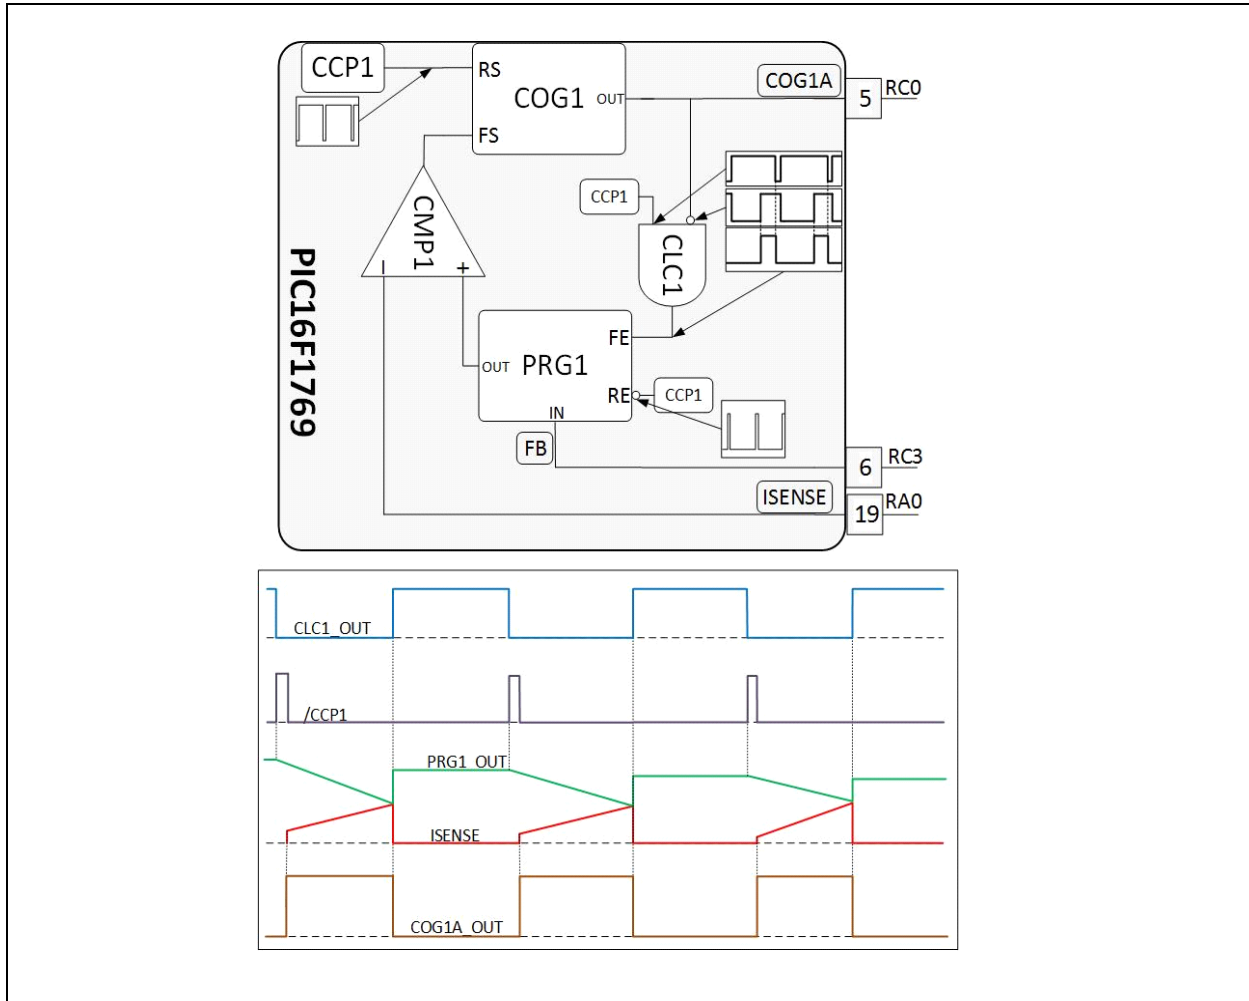 CCP1
RS
COG1
OUT
FS
COG1A
5
RC0
CCP1
CMP1
- +
CLC1
PIC16F1769
FE
OUT
PRG1
RE
CCP1
IN
FB
6
RC3
ISENSE
19
RA0
CLC1_OUT
/CCP1
PRG1_OUT
ISENSE
COG1A_OUT